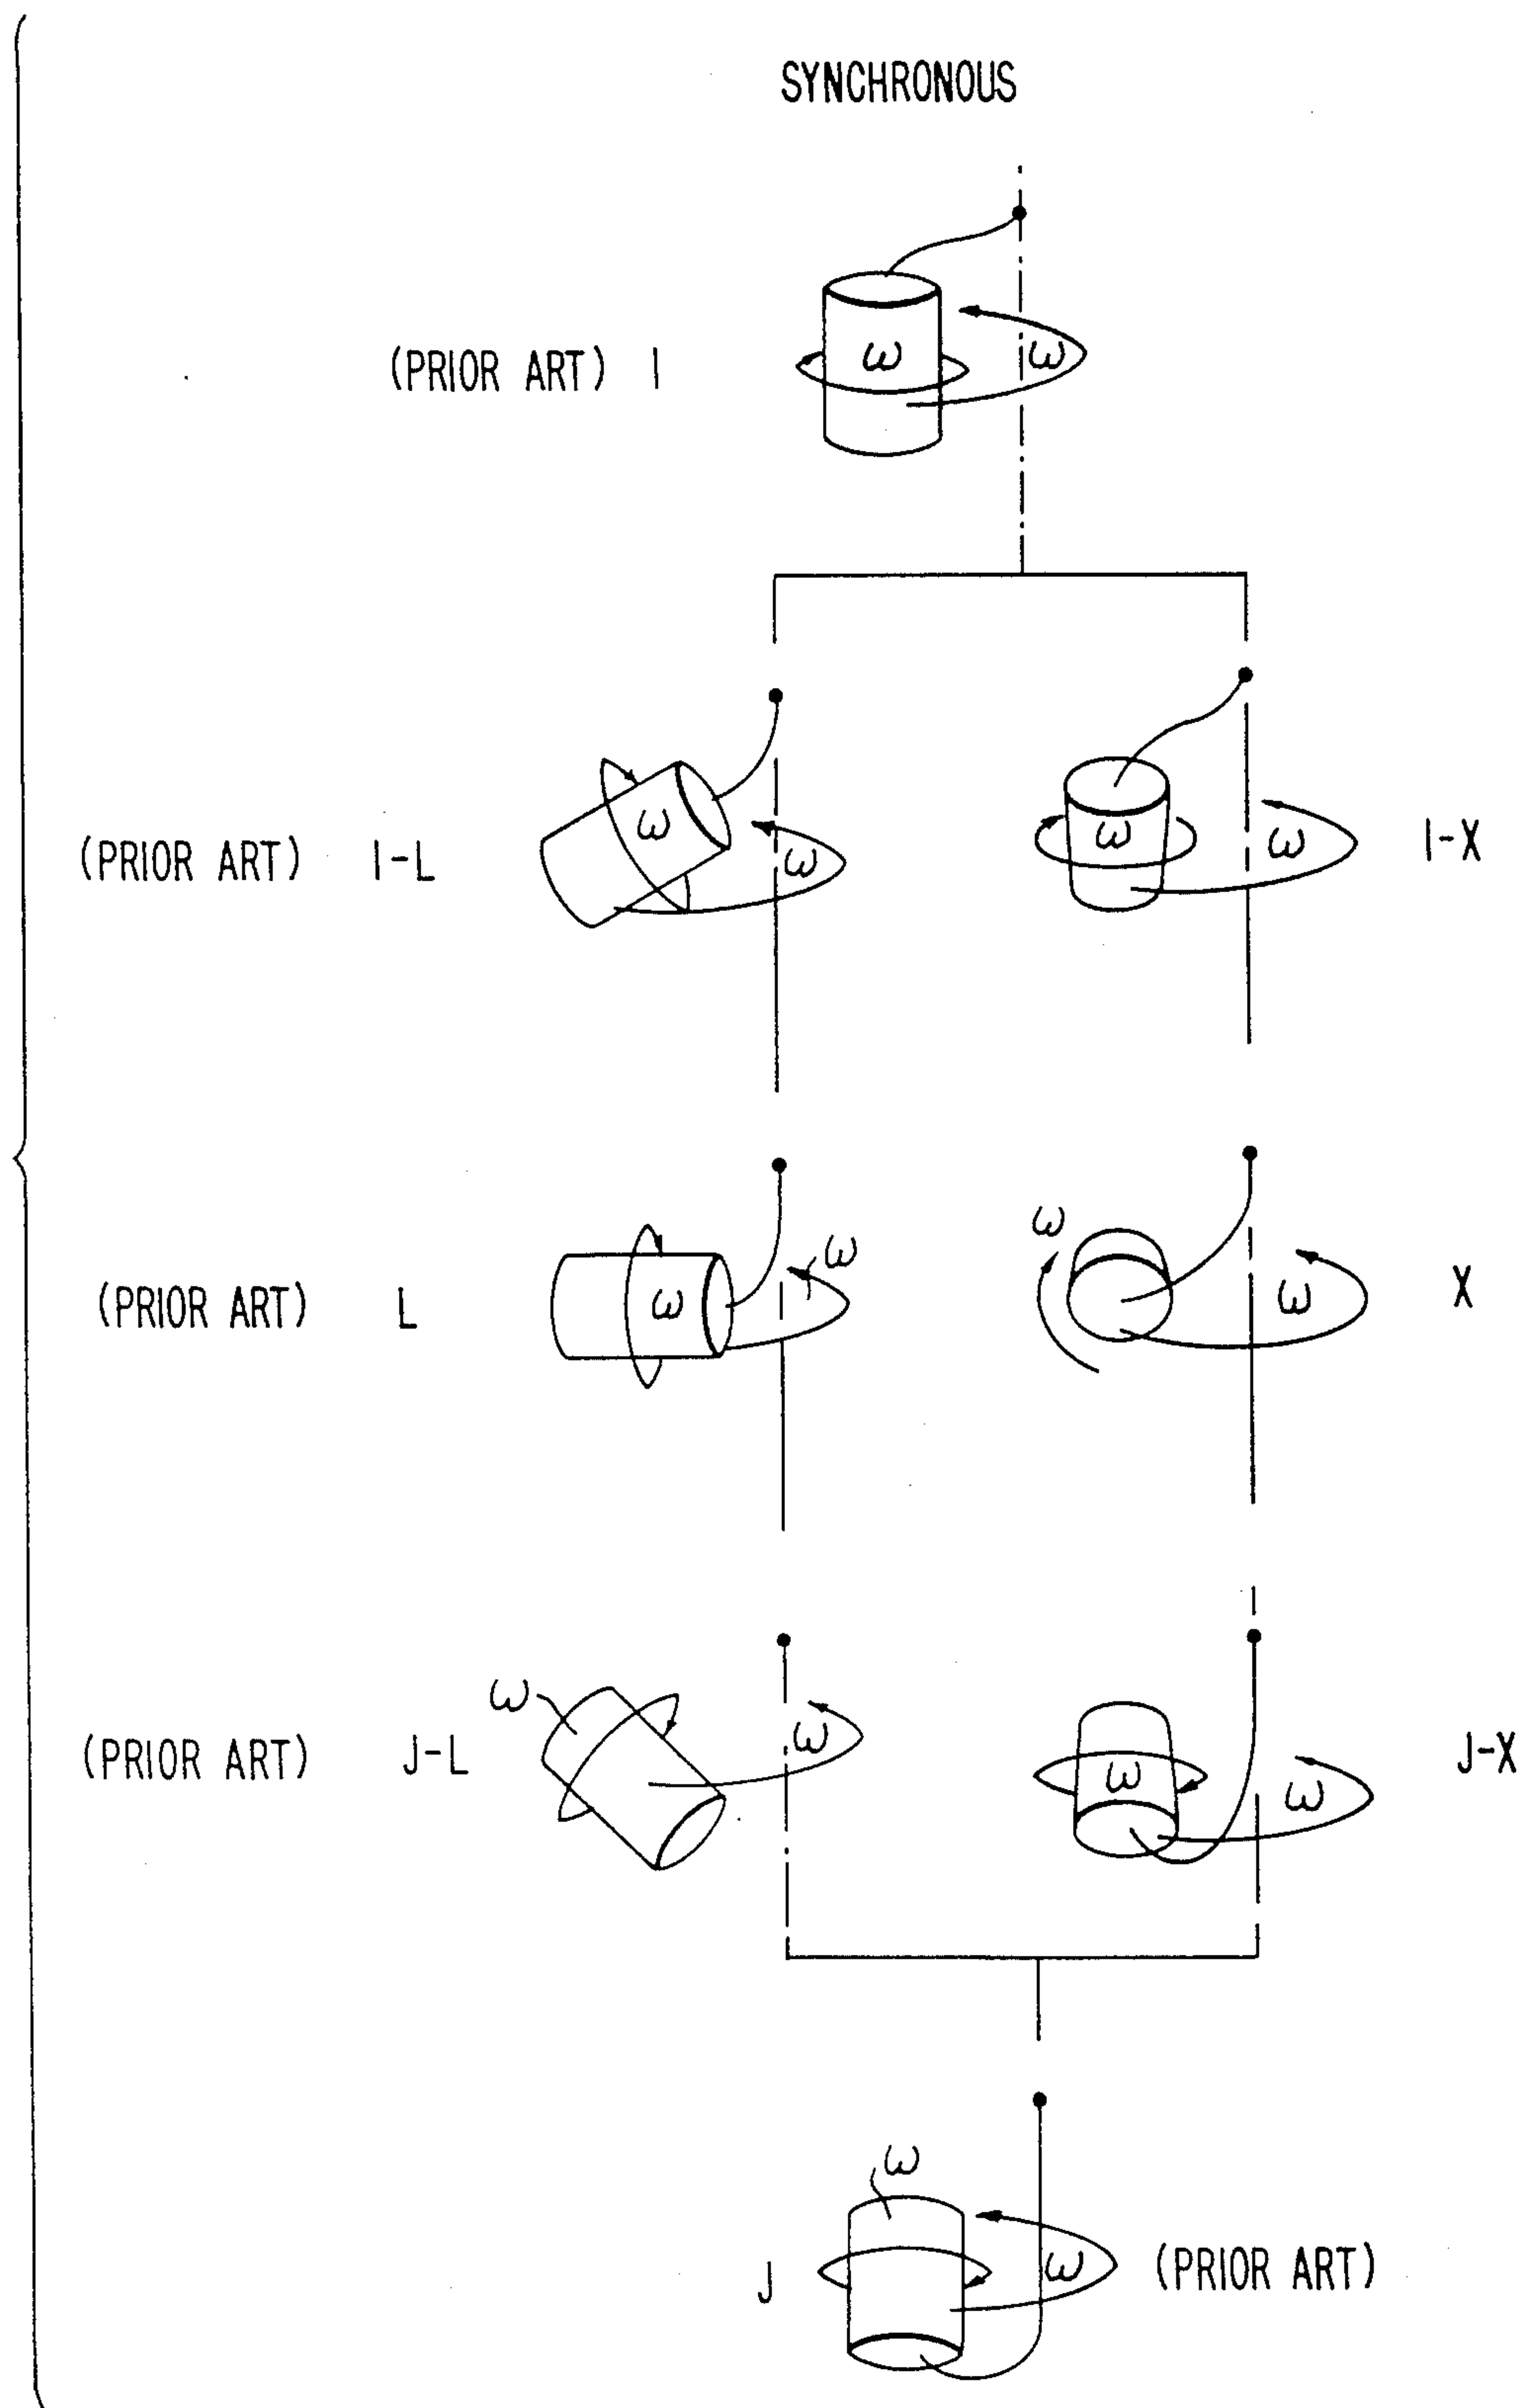 SYNCHRONOUS
(PRIOR ART) I
ω ω
(PRIOR ART) I-L
ω ω
ω ω
I-X
(PRIOR ART) L
ω ω
ω ω
X
(PRIOR ART) J-L
ω ω
ω ω
J-X
ω
J
ω
(PRIOR ART)